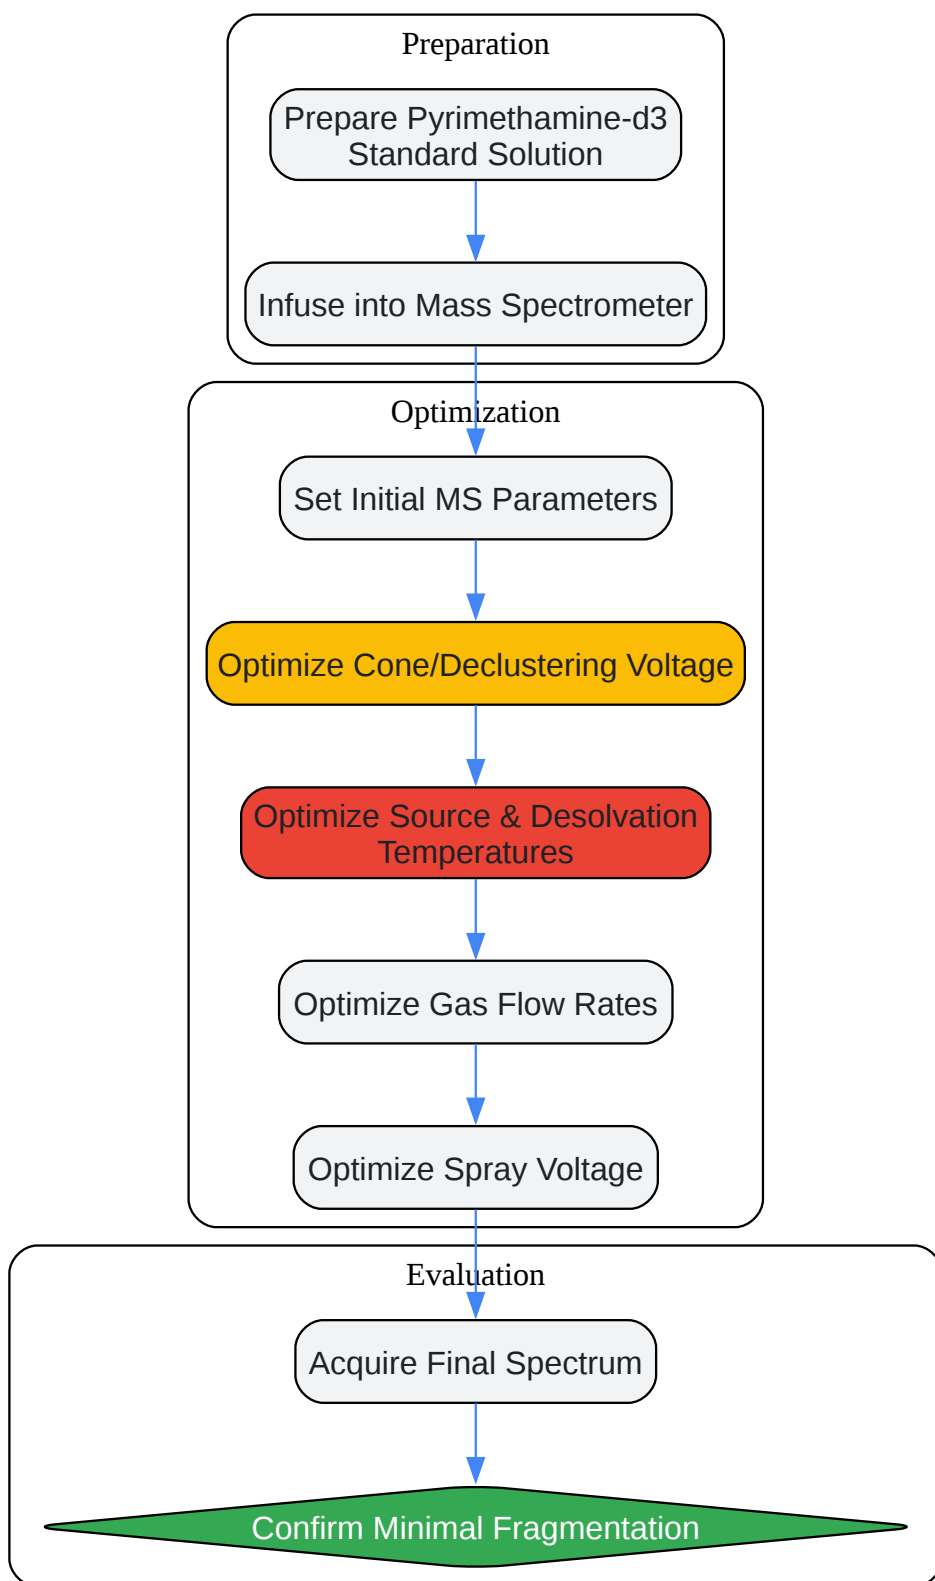 Preparation
Prepare Pyrimethamine-d3
Standard Solution
Infuse into Mass Spectrometer
Optimization
Set Initial MS Parameters
Optimize Cone/Declustering Voltage
Optimize Source & Desolvation
Temperatures
Optimize Gas Flow Rates
Optimize Spray Voltage
Evaluation
Acquire Final Spectrum
Confirm Minimal Fragmentation